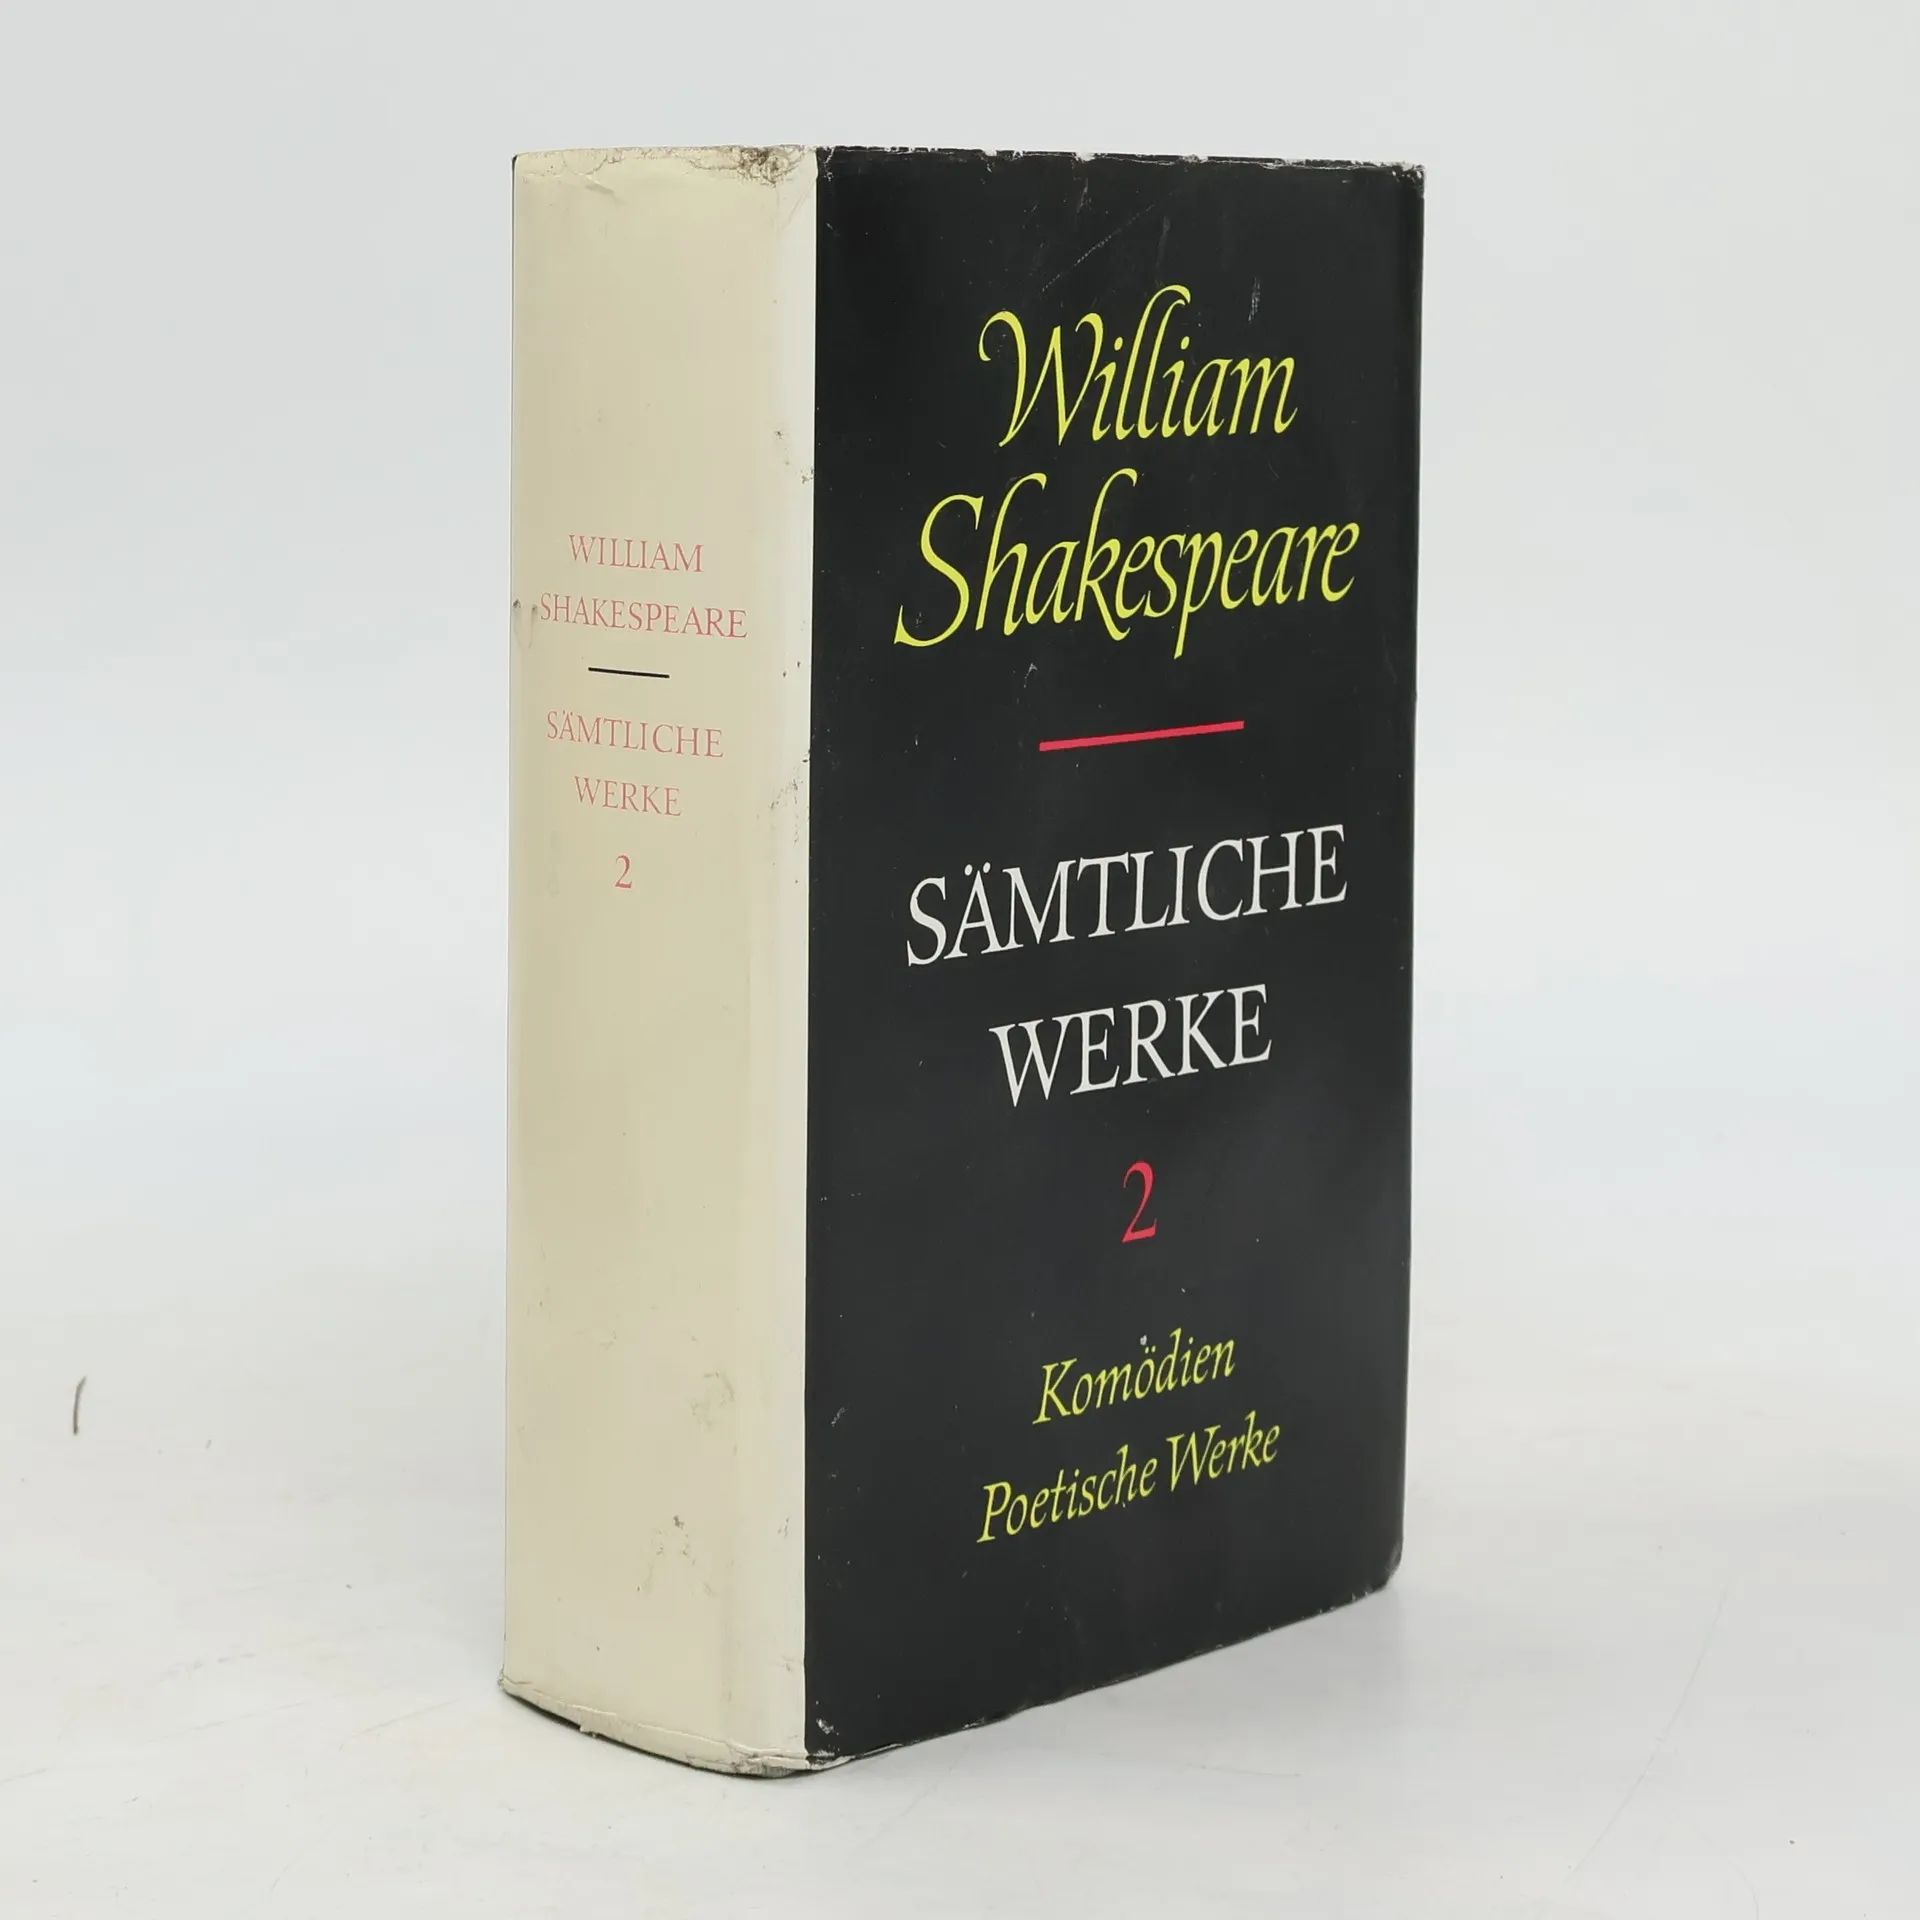 WILLIAM
SHAKESPEARE
SÄMTLICHE
WERKE
2
William
Shakespeare
SÄMTLICHE
WERKE
2
Komödien
Poetische Werke